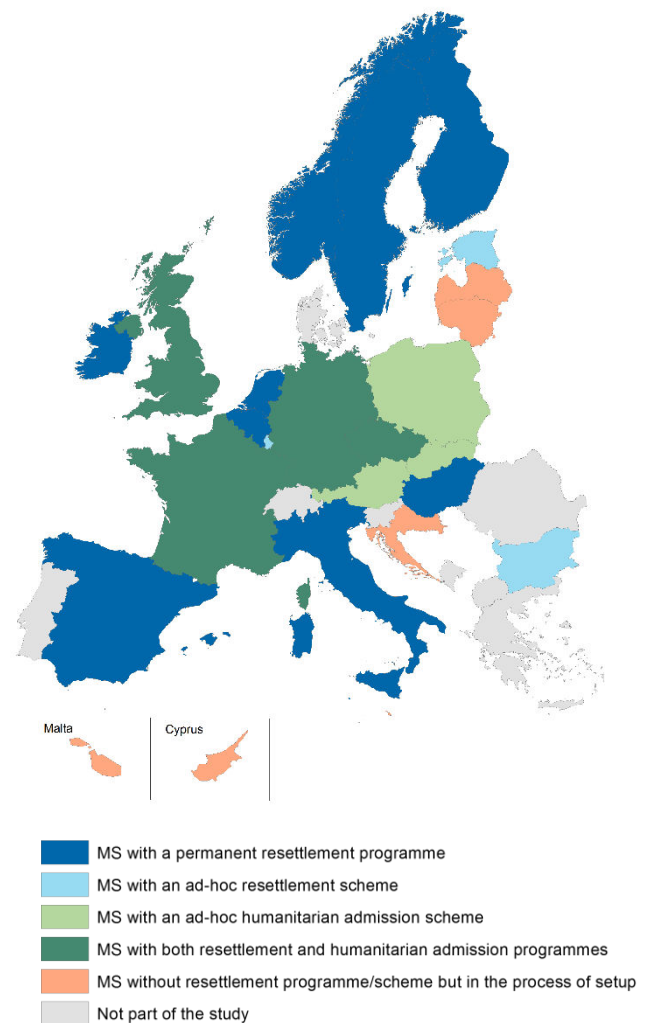 Malta
Cyprus
MS with a permanent resettlement programme
MS with an ad-hoc resettlement scheme
MS with an ad-hoc humanitarian admission scheme
MS with both resettlement and humanitarian admission programmes
MS without resettlement programme/scheme but in the process of setup
Not part of the study